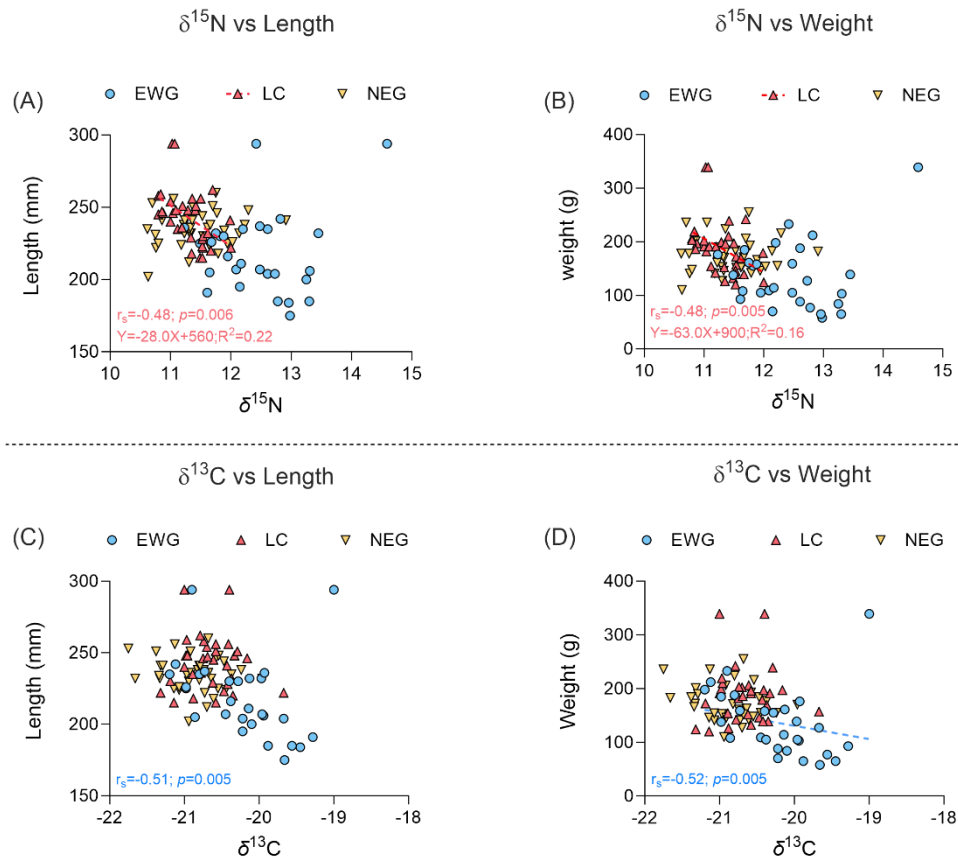 δ¹⁵N vs Length
δ¹⁵N vs Weight
(A)
EWG LC NEG
300
250
200
150
Length (mm)
rₛ=-0.48; p=0.006
Y=-28.0X+560;R²=0.22
10 11 12 13 14 15
δ¹⁵N
(B)
EWG LC NEG
400
300
200
100
0
weight (g)
rₛ=-0.48; p=0.005
Y=-63.0X+900;R²=0.16
10 11 12 13 14 15
δ¹⁵N
δ¹³C vs Length
δ¹³C vs Weight
(C)
EWG LC NEG
300
250
200
150
Length (mm)
rₛ=-0.51; p=0.005
-22 -21 -20 -19 -18
δ¹³C
(D)
EWG LC NEG
400
300
200
100
0
Weight (g)
rₛ=-0.52; p=0.005
-22 -21 -20 -19 -18
δ¹³C